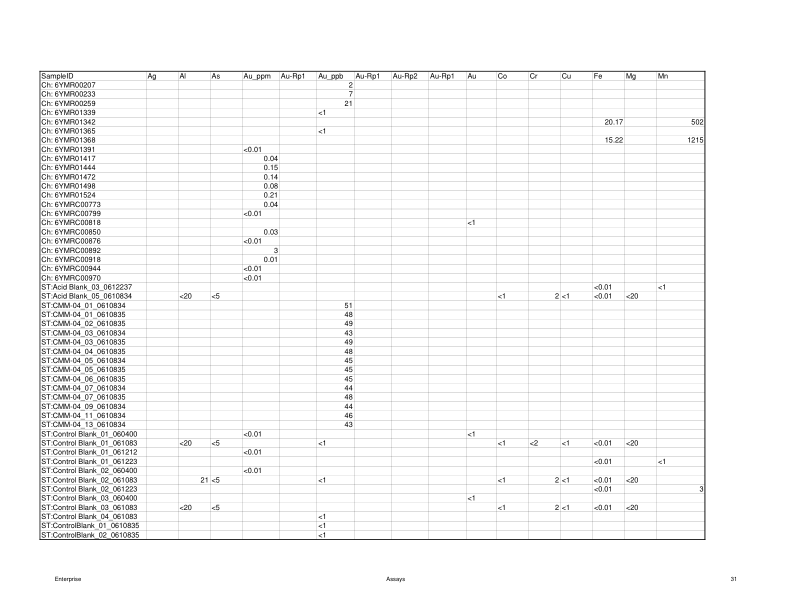 SampleID Ag Al As Au_ppm Au-Rp1 Au_ppb Au-Rp1 Au-Rp2 Au-Rp1 Au Co Cr Cu Fe Mg Mn
Ch: 6YMR00207 2
Ch: 6YMR00233 7
Ch: 6YMR00259 21
Ch: 6YMR01339 <1
Ch: 6YMR01342 20.17 502
Ch: 6YMR01365 <1
Ch: 6YMR01368 15.22 1215
Ch: 6YMR01391 <0.01
Ch: 6YMR01417 0.04
Ch: 6YMR01444 0.15
Ch: 6YMR01472 0.14
Ch: 6YMR01498 0.08
Ch: 6YMR01524 0.21
Ch: 6YMRC00773 0.04
Ch: 6YMRC00799 <0.01
Ch: 6YMRC00818 <1
Ch: 6YMRC00850 0.03
Ch: 6YMRC00876 <0.01
Ch: 6YMRC00892 3
Ch: 6YMRC00918 0.01
Ch: 6YMRC00944 <0.01
Ch: 6YMRC00970 <0.01
ST:Acid Blank_03_0612237 <0.01 <1
ST:Acid Blank_05_0610834 <20 <5 <1 2 <1 <0.01 <20
ST:CMM-04_01_0610834 51
ST:CMM-04_01_0610835 48
ST:CMM-04_02_0610835 49
ST:CMM-04_03_0610834 43
ST:CMM-04_03_0610835 49
ST:CMM-04_04_0610835 48
ST:CMM-04_05_0610834 45
ST:CMM-04_05_0610835 45
ST:CMM-04_06_0610835 45
ST:CMM-04_07_0610834 44
ST:CMM-04_07_0610835 48
ST:CMM-04_09_0610834 44
ST:CMM-04_11_0610834 46
ST:CMM-04_13_0610834 43
ST:Control Blank_01_060400 <0.01 <1
ST:Control Blank_01_061083 <20 <5 <1 <1 <2 <1 <0.01 <20
ST:Control Blank_01_061212 <0.01
ST:Control Blank_01_061223 <0.01 <1
ST:Control Blank_02_060400 <0.01
ST:Control Blank_02_061083 21 <5 <1 <1 2 <1 <0.01 <20
ST:Control Blank_02_061223 <0.01 3
ST:Control Blank_03_060400 <1
ST:Control Blank_03_061083 <20 <5 <1 2 <1 <0.01 <20
ST:Control Blank_04_061083 <1
ST:ControlBlank_01_0610835 <1
ST:ControlBlank_02_0610835 <1
Enterprise Assays 31